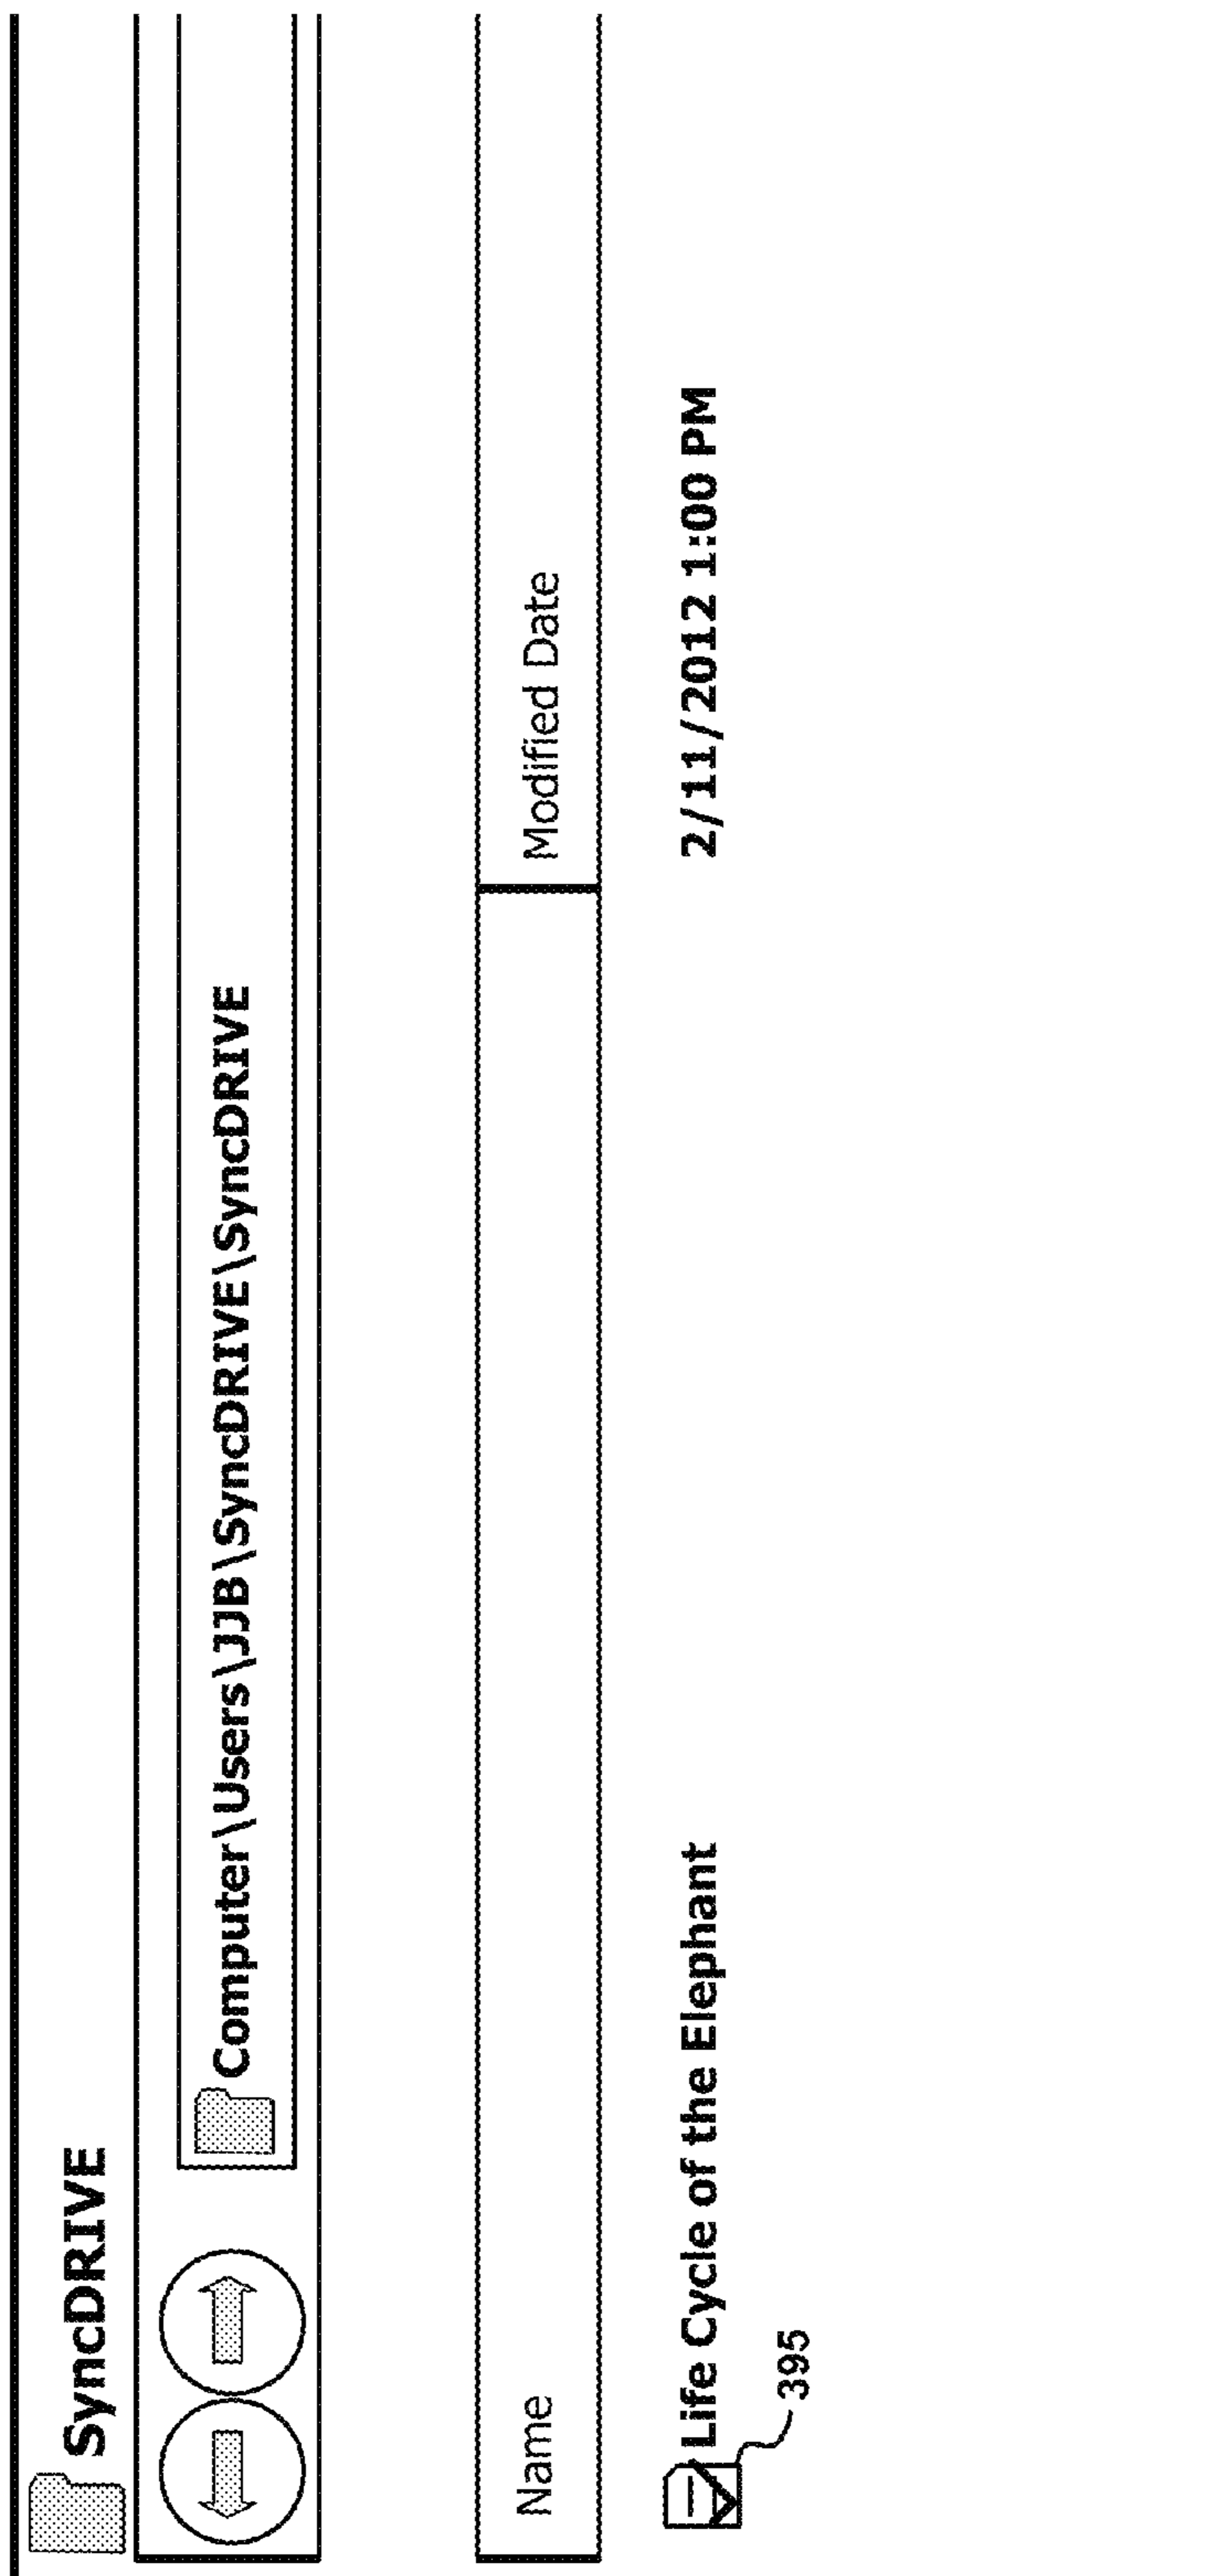 SyncDRIVE
Computer\Users\JJB\SyncDRIVE\SyncDRIVE
Name Modified Date
Life Cycle of the Elephant 2/11/2012 1:00 PM
395